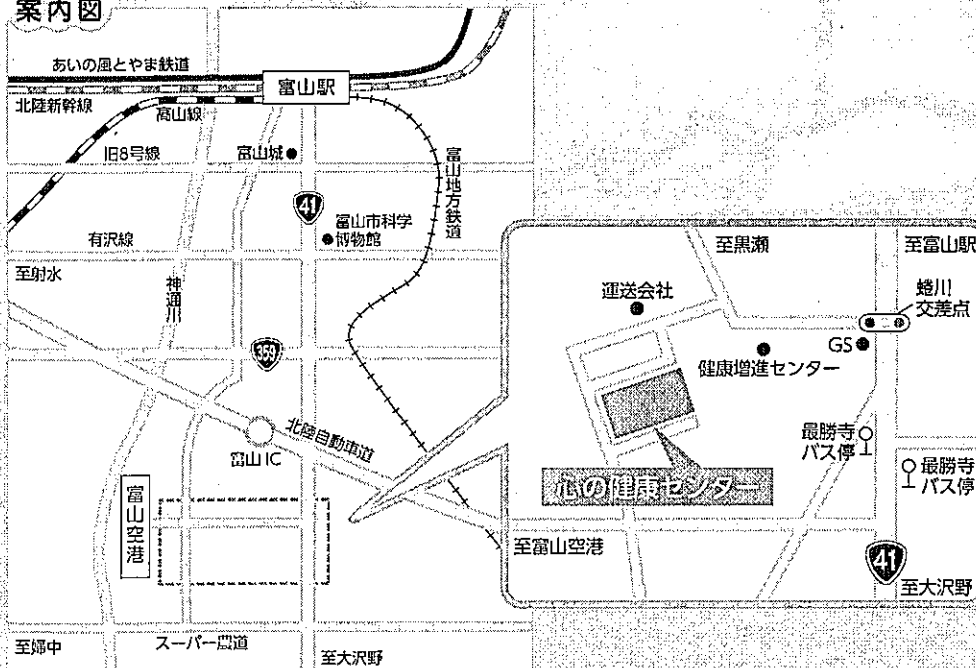 案内図
あいの風とやま鉄道
富山駅
北陸新幹線
高山線
旧8号線
富山城
富山地方鉄道
41
富山市科学
博物館
有沢線
至射水
神通川
359
北陸自動車道
富山IC
富山空港
至婦中
スーパー農道
至大沢野
至黒瀬
至富山駅
運送会社
蜷川
交差点
GS
健康増進センター
最勝寺
バス停
最勝寺
バス停
心の健康センター
至富山空港
41
至大沢野